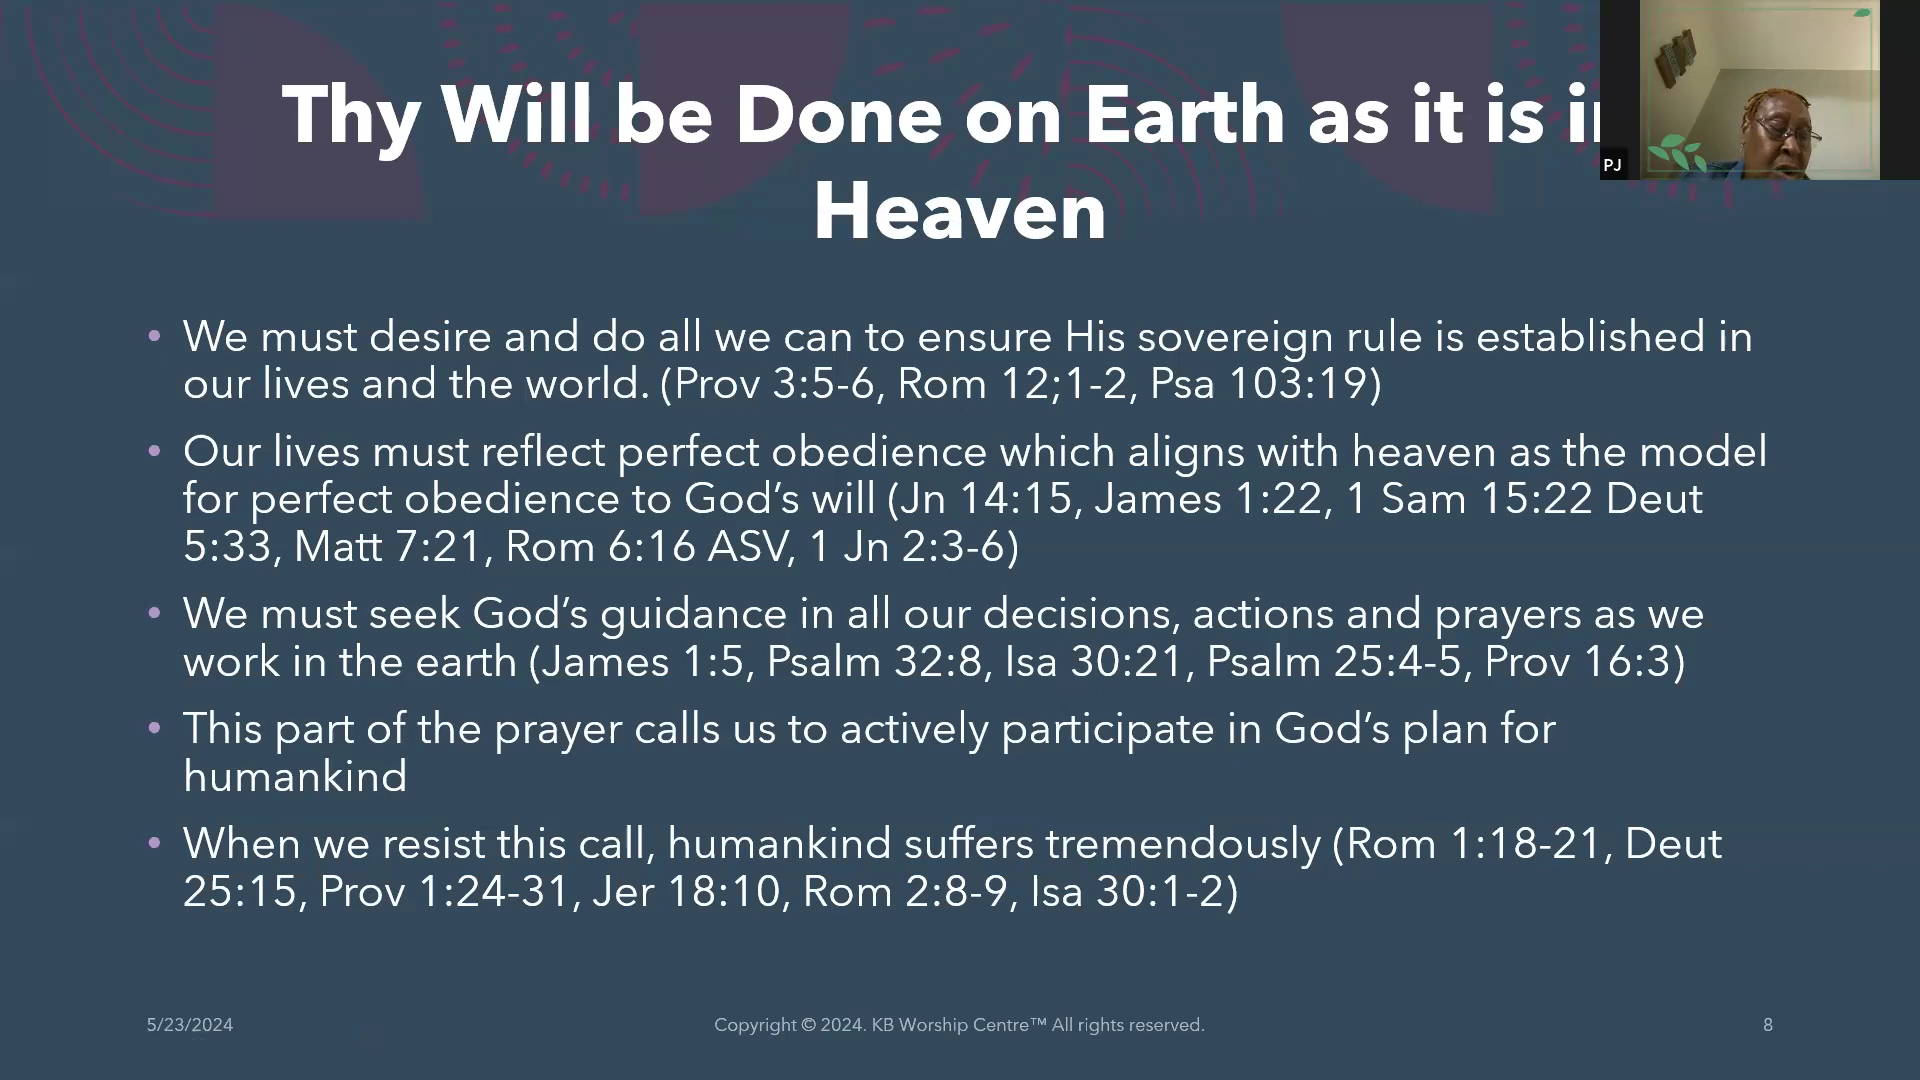 Thy Will be Done on Earth as it is
Heaven
PJ
• We must desire and do all we can to ensure His sovereign rule is established in
our lives and the world. (Prov 3:5-6, Rom 12;1-2, Psa 103:19)
• Our lives must reflect perfect obedience which aligns with heaven as the model
for perfect obedience to God’s will (Jn 14:15, James 1:22, 1 Sam 15:22 Deut
5:33, Matt 7:21, Rom 6:16 ASV, 1 Jn 2:3-6)
• We must seek God’s guidance in all our decisions, actions and prayers as we
work in the earth (James 1:5, Psalm 32:8, Isa 30:21, Psalm 25:4-5, Prov 16:3)
• This part of the prayer calls us to actively participate in God’s plan for
humankind
• When we resist this call, humankind suffers tremendously (Rom 1:18-21, Deut
25:15, Prov 1:24-31, Jer 18:10, Rom 2:8-9, Isa 30:1-2)
5/23/2024
Copyright © 2024. KB Worship Centre™ All rights reserved.
8